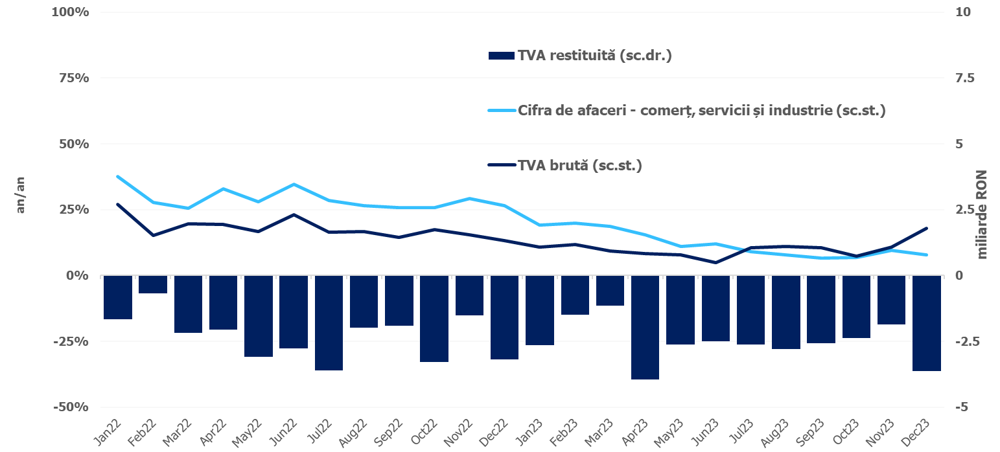 100%
75%
50%
25%
0%
-25%
-50%
an/an
TVA restituită (sc.dr.)
Cifra de afaceri - comerț, servicii și industrie (sc.st.)
TVA brută (sc.st.)
10
7.5
5
2.5
0
-2.5
-5
miliarde RON
Jan22
Feb22
Mar22
Apr22
May22
Jun22
Jul22
Aug22
Sep22
Oct22
Nov22
Dec22
Jan23
Feb23
Mar23
Apr23
May23
Jun23
Jul23
Aug23
Sep23
Oct23
Nov23
Dec23